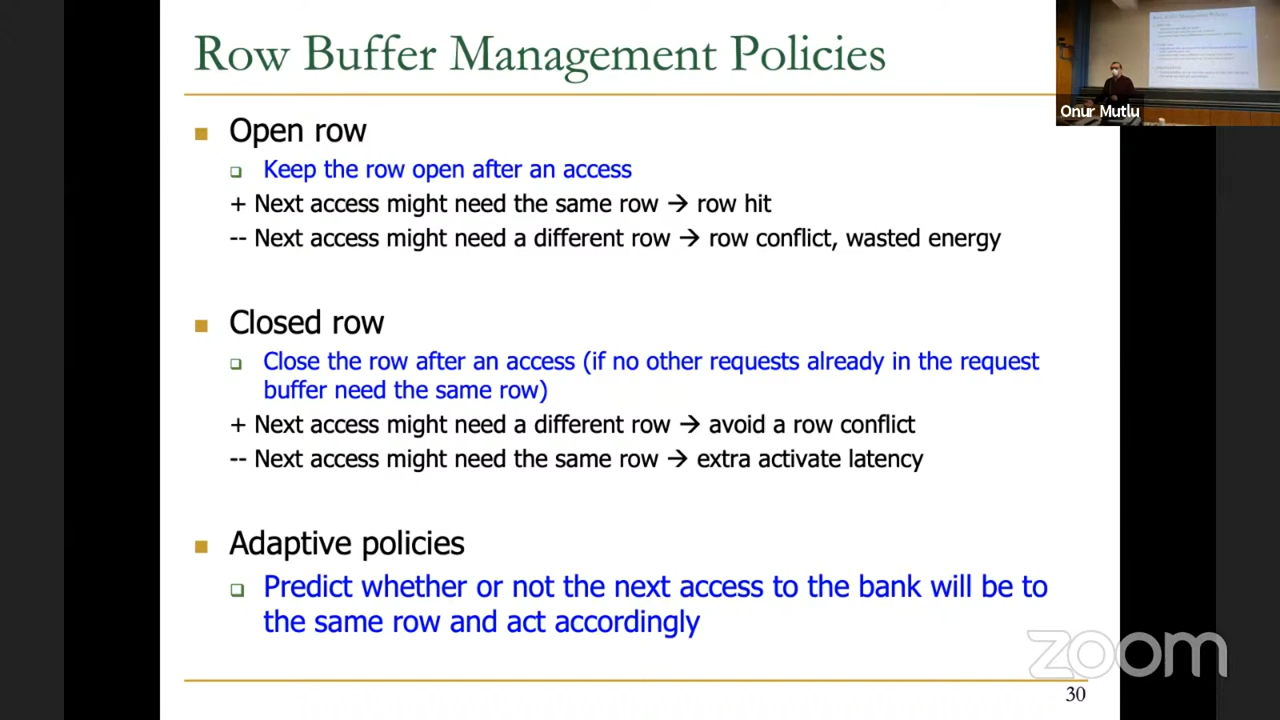 Row Buffer Management Policies
Onur Mutlu
Open row
Keep the row open after an access
+ Next access might need the same row → row hit
-- Next access might need a different row → row conflict, wasted energy
Closed row
Close the row after an access (if no other requests already in the request
buffer need the same row)
+ Next access might need a different row → avoid a row conflict
-- Next access might need the same row → extra activate latency
Adaptive policies
Predict whether or not the next access to the bank will be to
the same row and act accordingly
zoom
30